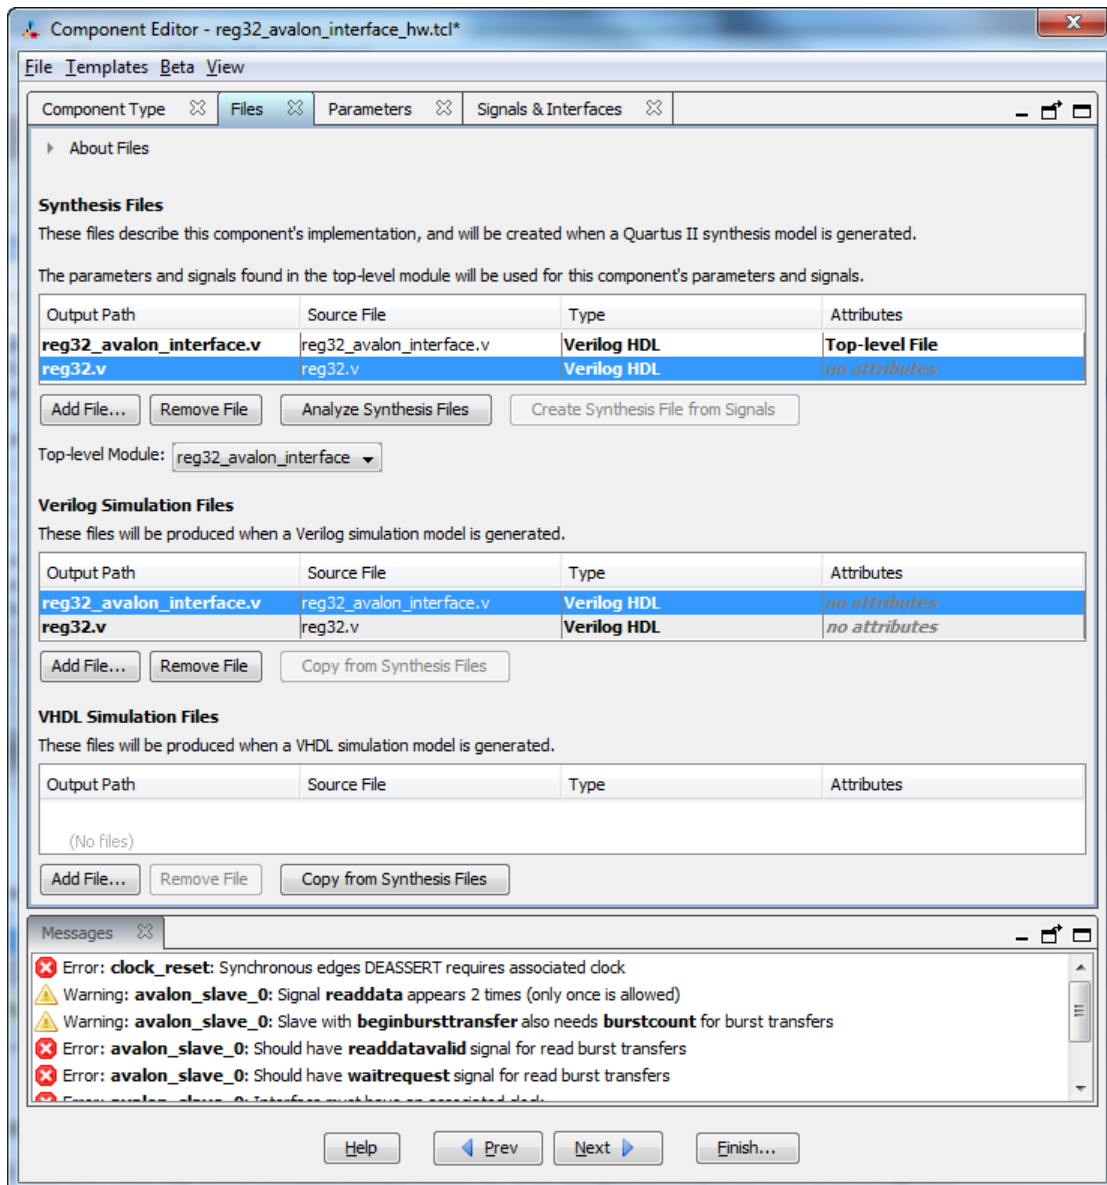 Component Editor - reg32_avalon_interface_hw.tcl*
File Templates Beta View
Component Type Files Parameters Signals & Interfaces
About Files
Synthesis Files
These files describe this component's implementation, and will be created when a Quartus II synthesis model is generated.
The parameters and signals found in the top-level module will be used for this component's parameters and signals.
Output Path Source File Type Attributes
reg32_avalon_interface.v reg32_avalon_interface.v Verilog HDL Top-level File
reg32.v reg32.v Verilog HDL no attributes
Add File... Remove File Analyze Synthesis Files Create Synthesis File from Signals
Top-level Module: reg32_avalon_interface
Verilog Simulation Files
These files will be produced when a Verilog simulation model is generated.
Output Path Source File Type Attributes
reg32_avalon_interface.v reg32_avalon_interface.v Verilog HDL no attributes
reg32.v reg32.v Verilog HDL no attributes
Add File... Remove File Copy from Synthesis Files
VHDL Simulation Files
These files will be produced when a VHDL simulation model is generated.
Output Path Source File Type Attributes
(No files)
Add File... Remove File Copy from Synthesis Files
Messages
Error: clock_reset: Synchronous edges DEASSERT requires associated clock
Warning: avalon_slave_0: Signal readdata appears 2 times (only once is allowed)
Warning: avalon_slave_0: Slave with beginbursttransfer also needs burstcount for burst transfers
Error: avalon_slave_0: Should have readdatavalid signal for read burst transfers
Error: avalon_slave_0: Should have waitrequest signal for read burst transfers
Error: avalon_slave_0: Interface must have an associated clock
Help Prev Next Finish...